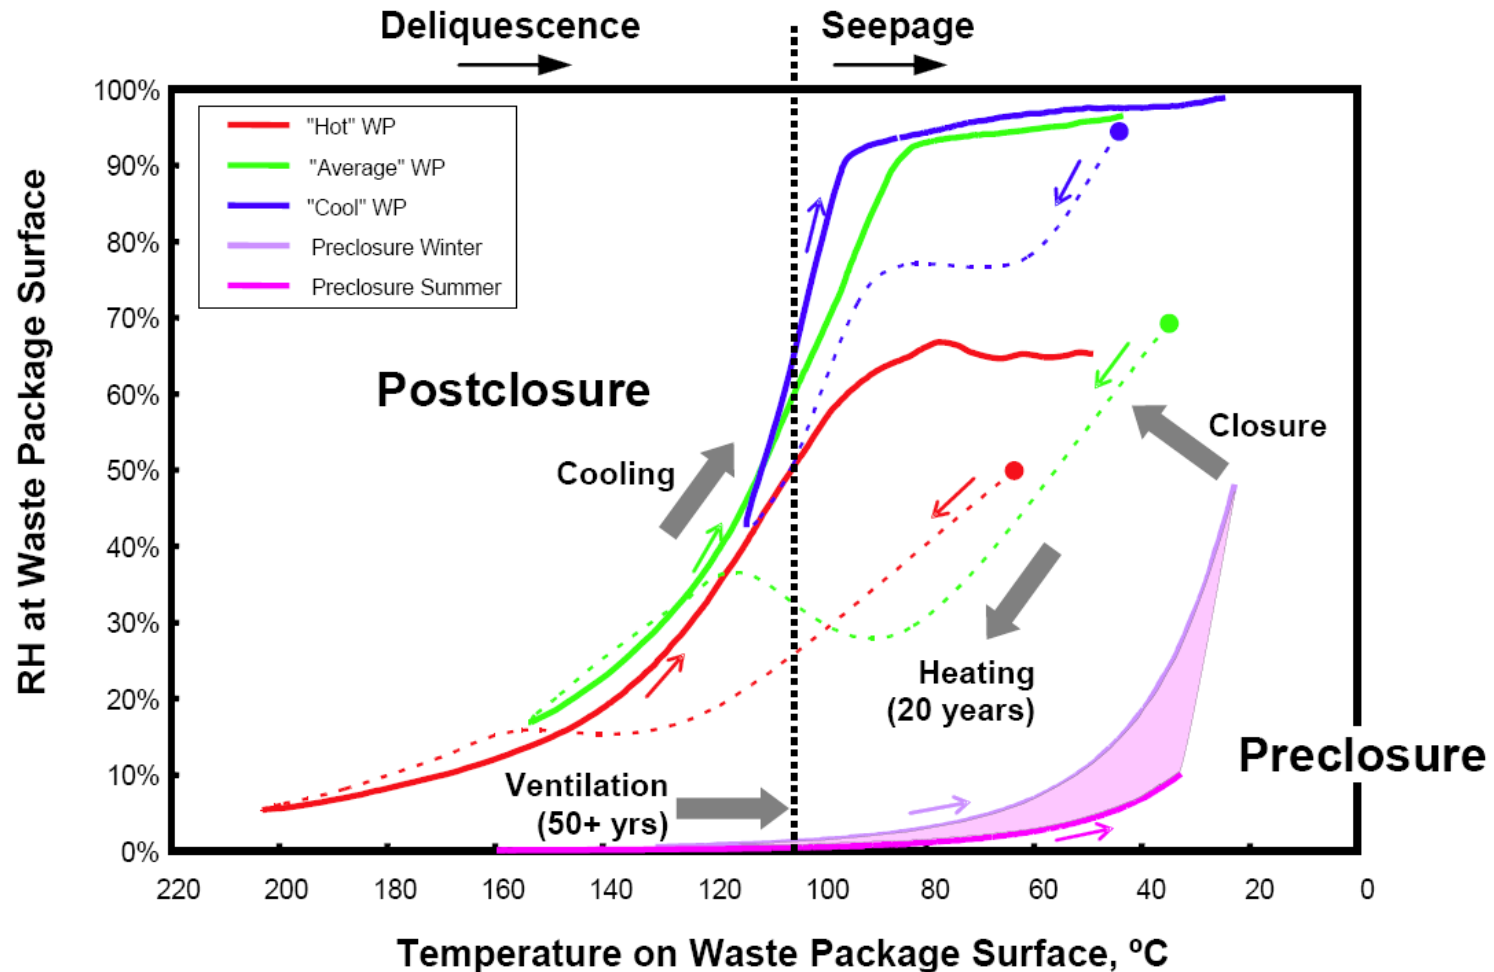 Deliquescence
Seepage
100%
90%
80%
70%
60%
50%
40%
30%
20%
10%
0%
RH at Waste Package Surface
"Hot" WP
"Average" WP
"Cool" WP
Preclosure Winter
Preclosure Summer
Postclosure
Cooling
Closure
Heating
(20 years)
Preclosure
Ventilation
(50+ yrs)
220 200 180 160 140 120 100 80 60 40 20 0
Temperature on Waste Package Surface, ºC